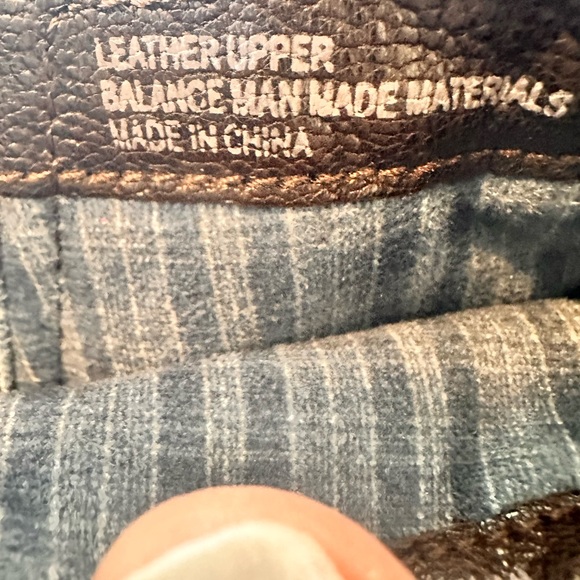 LEATHER UPPER
BALANCE MAN MADE MATERIALS
MADE IN CHINA